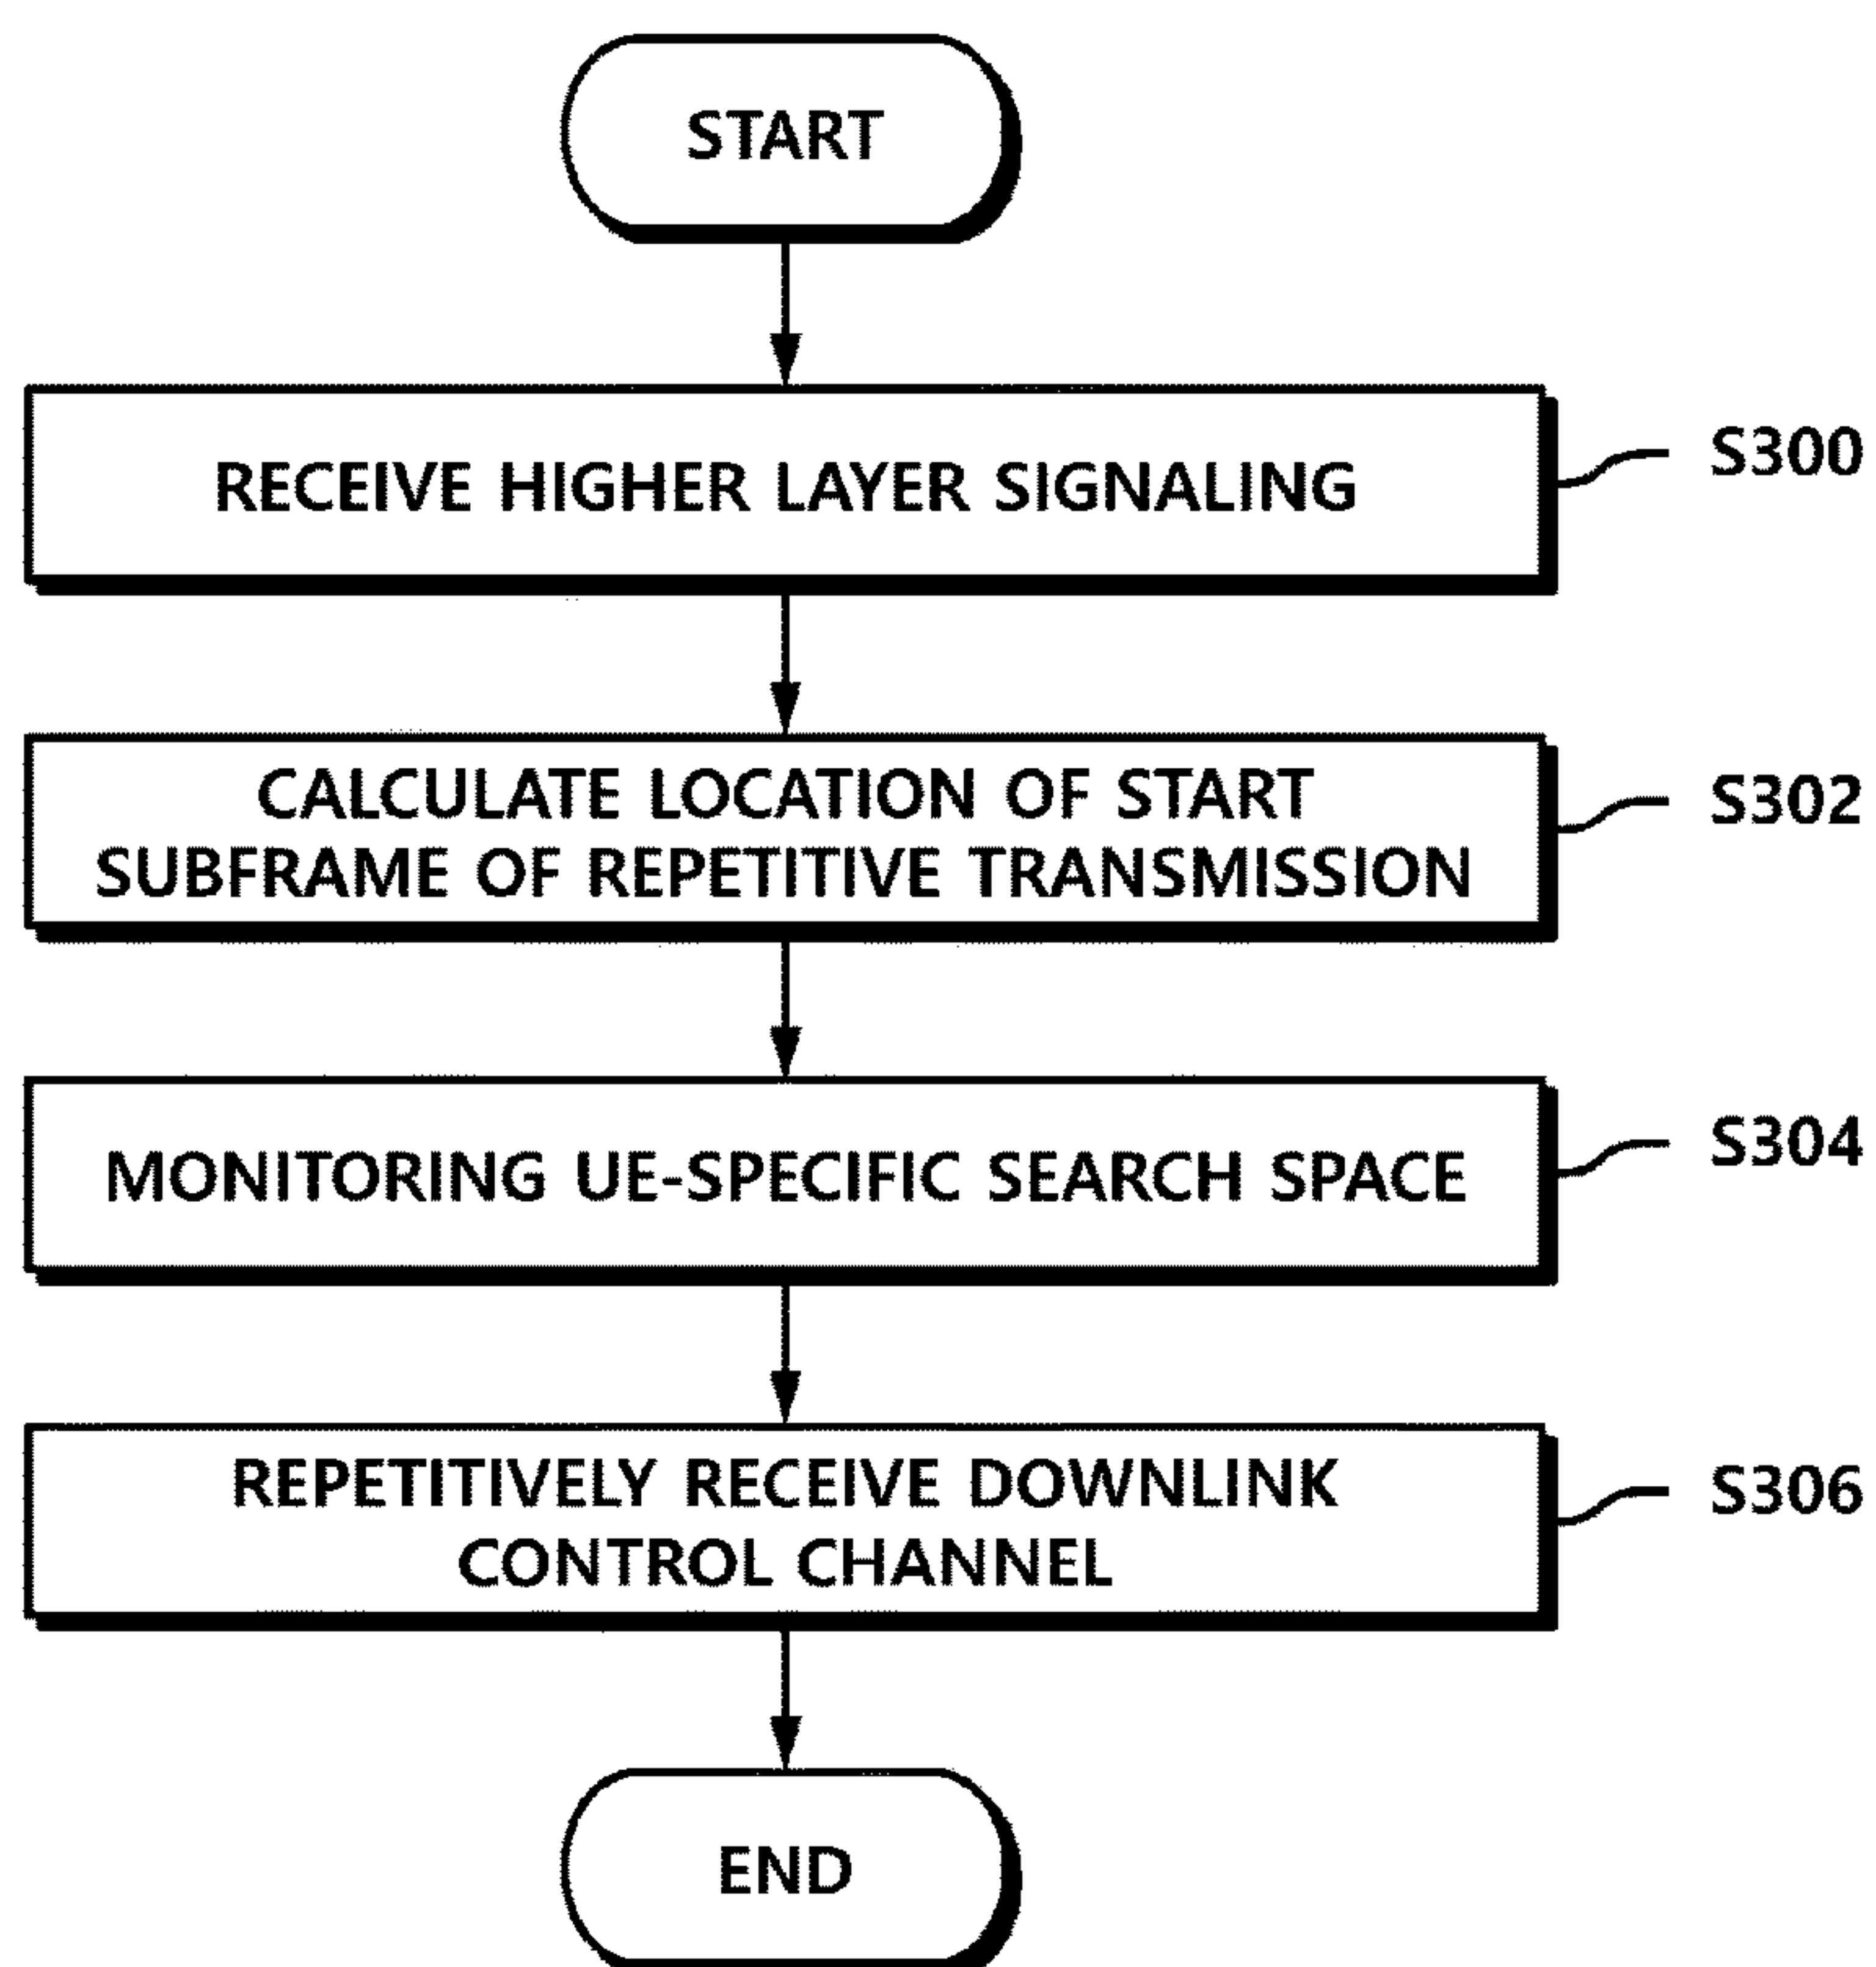 START
RECEIVE HIGHER LAYER SIGNALING
S300
CALCULATE LOCATION OF START
SUBFRAME OF REPETITIVE TRANSMISSION
S302
MONITORING UE-SPECIFIC SEARCH SPACE
S304
REPETITIVELY RECEIVE DOWNLINK
CONTROL CHANNEL
S306
END